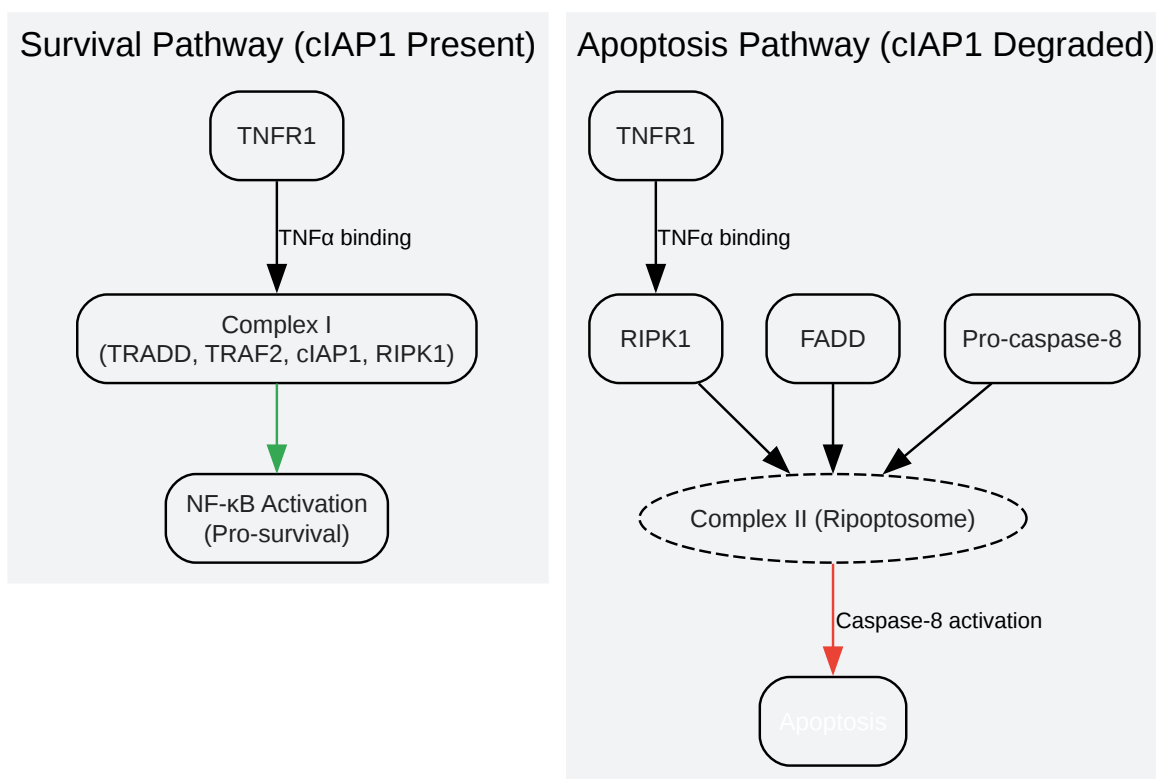 Survival Pathway (cIAP1 Present)
TNFR1
TNFα binding
Complex I
(TRADD, TRAF2, cIAP1, RIPK1)
NF-κB Activation
(Pro-survival)
Apoptosis Pathway (cIAP1 Degraded)
TNFR1
TNFα binding
RIPK1
FADD
Pro-caspase-8
Complex II (Ripoptosome)
Caspase-8 activation
Apoptosis